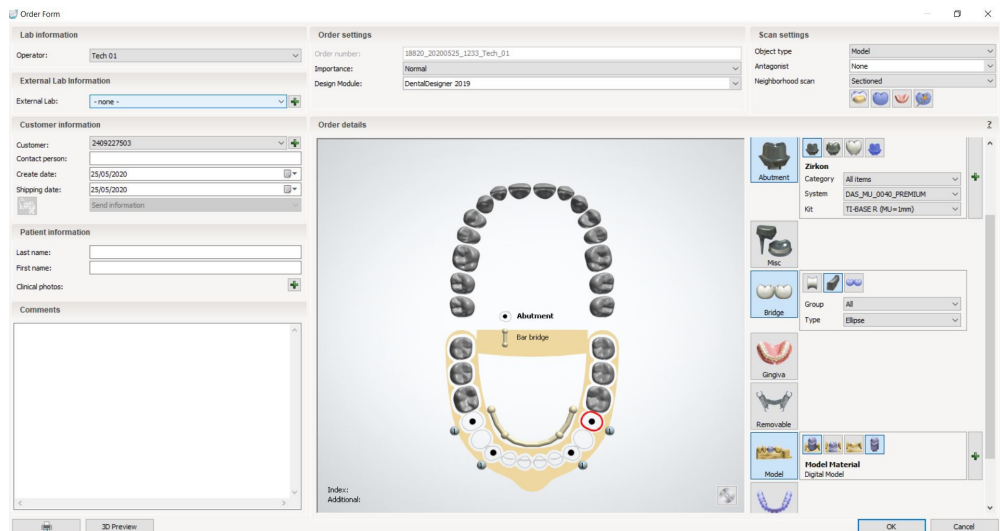 Order Form
Lab information
Operator:
Tech 01
External Lab Information
External Lab:
- none -
Customer information
Customer:
2409227503
Contact person:
Create date:
25/05/2020
Shipping date:
25/05/2020
Send information
Patient information
Last name:
First name:
Clinical photos:
Comments
3D Preview
Order settings
Order number:
18820_20200525_1233_Tech_01
Importance:
Normal
Design Module:
DentalDesigner 2019
Order details
Abutment
Bar bridge
Index:
Additional:
Scan settings
Object type
Model
Antagonist
None
Neighborhood scan
Sectioned
?
Abutment
Zirkon
Category
All items
System
DAS_MU_0040_PREMIUM
Kit
TI-BASE R (MU=1mm)
Misc
Bridge
Group
All
Type
Ellipse
Gingiva
Removable
Model
Model Material
Digital Model
OK
Cancel